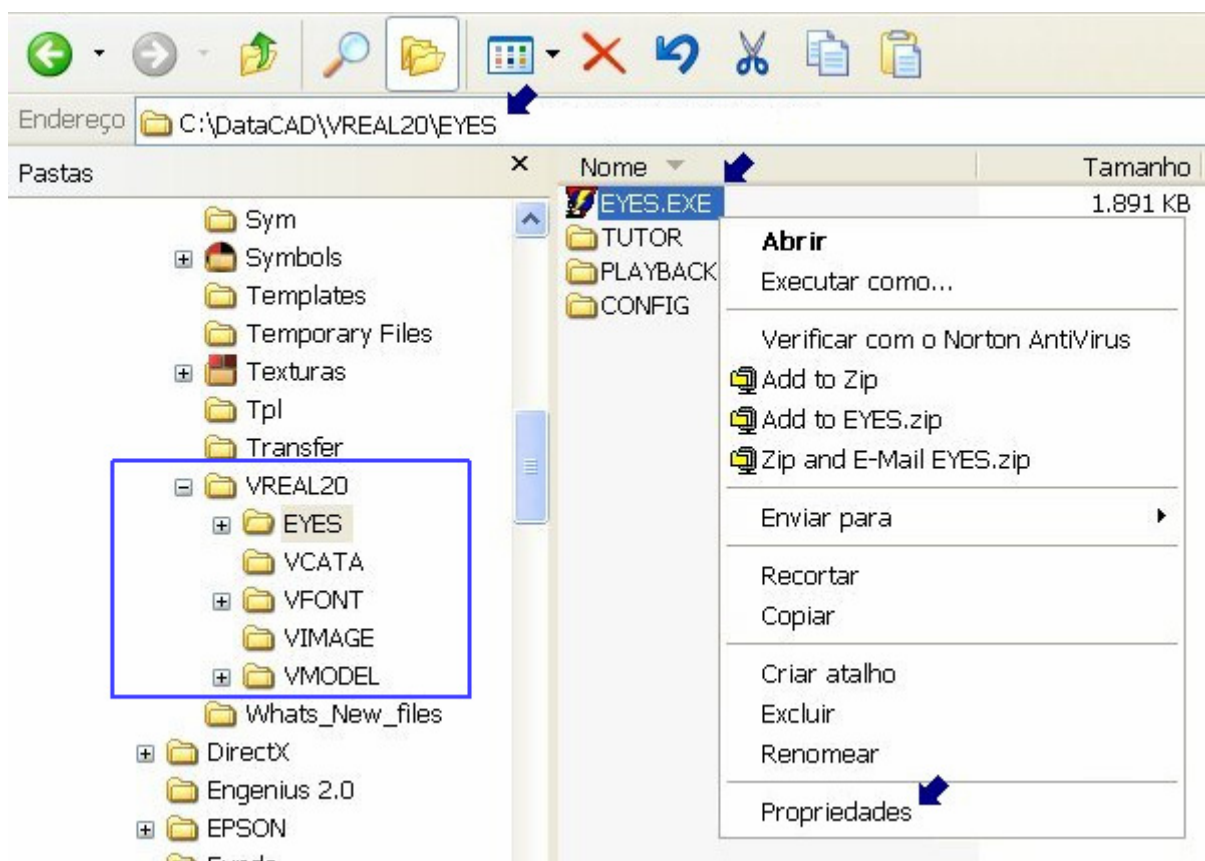 Endereço C:\DataCAD\VREAL20\EYES
Pastas
Sym
Symbols
Templates
Temporary Files
Texturas
Tpl
Transfer
VREAL20
EYES
VCATA
VFONT
VIMAGE
VMODEL
Whats_New_files
DirectX
Engenius 2.0
EPSON
Nome Tamanho
EYES.EXE 1.891 KB
TUTOR
PLAYBACK
CONFIG
Abrir
Executar como...
Verificar com o Norton AntiVirus
Add to Zip
Add to EYES.zip
Zip and E-Mail EYES.zip
Enviar para
Recortar
Copiar
Criar atalho
Excluir
Renomear
Propriedades